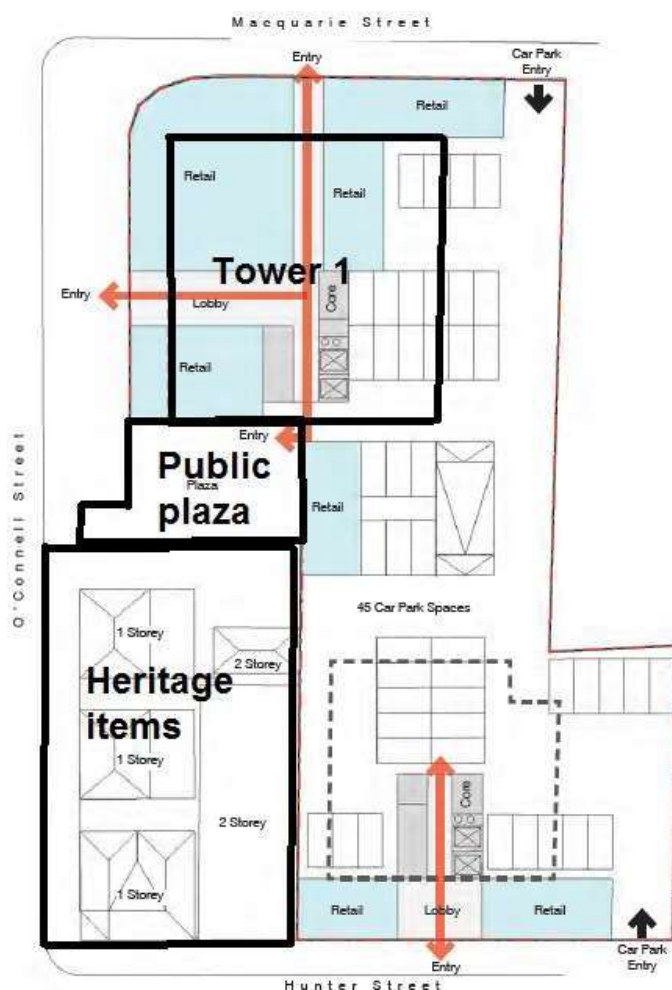 Macquarie Street
Entry
Car Park
Entry
Retail
Retail
Retail
Tower 1
Entry
Lobby
Core
Retail
Entry
Public
Plaza
plaza
Retail
O'Connell Street
45 Car Park Spaces
1 Storey
2 Storey
Heritage
items
1 Storey
2 Storey
1 Storey
Core
Retail
Lobby
Retail
Entry
Car Park
Entry
Hunter Street